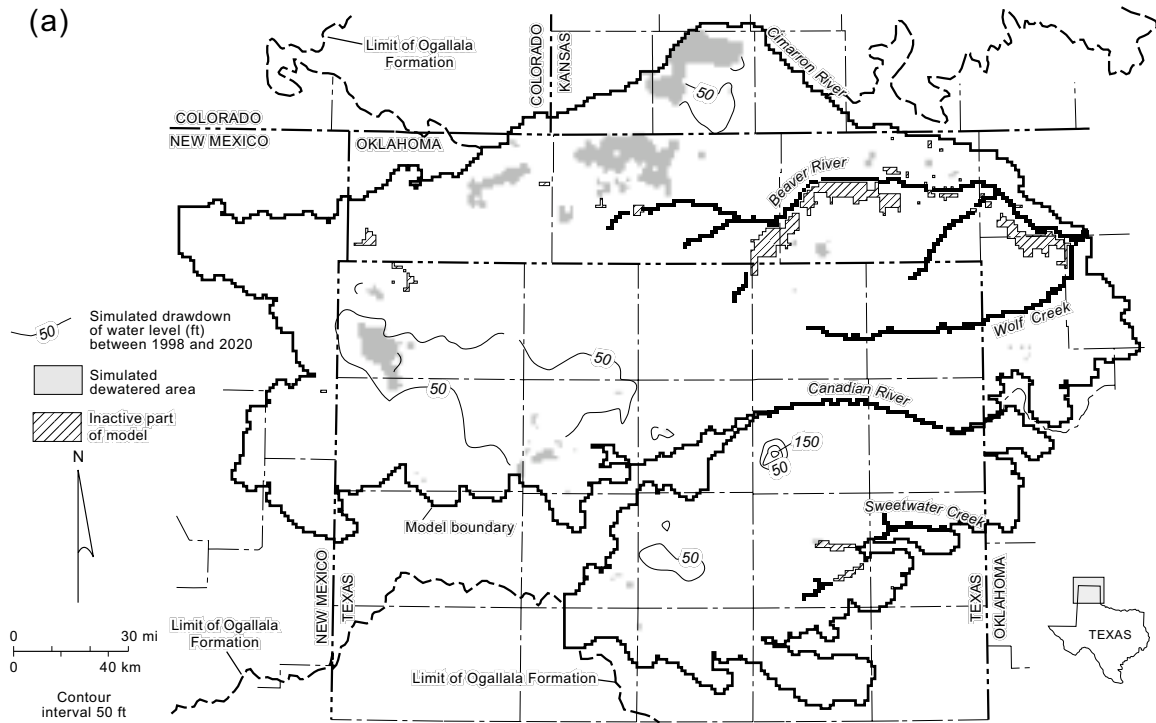 (a)
Limit of Ogallala
Formation
COLORADO
KANSAS
Cimarron River
50
COLORADO
NEW MEXICO
OKLAHOMA
Beaver River
50
Simulated drawdown
of water level (ft)
between 1998 and 2020
Simulated
dewatered area
Inactive part
of model
50
50
Wolf Creek
Canadian River
150
50
N
Model boundary
Sweetwater Creek
50
NEW MEXICO
TEXAS
TEXAS
OKLAHOMA
0 30 mi
0 40 km
Contour
interval 50 ft
Limit of Ogallala
Formation
Limit of Ogallala Formation
TEXAS